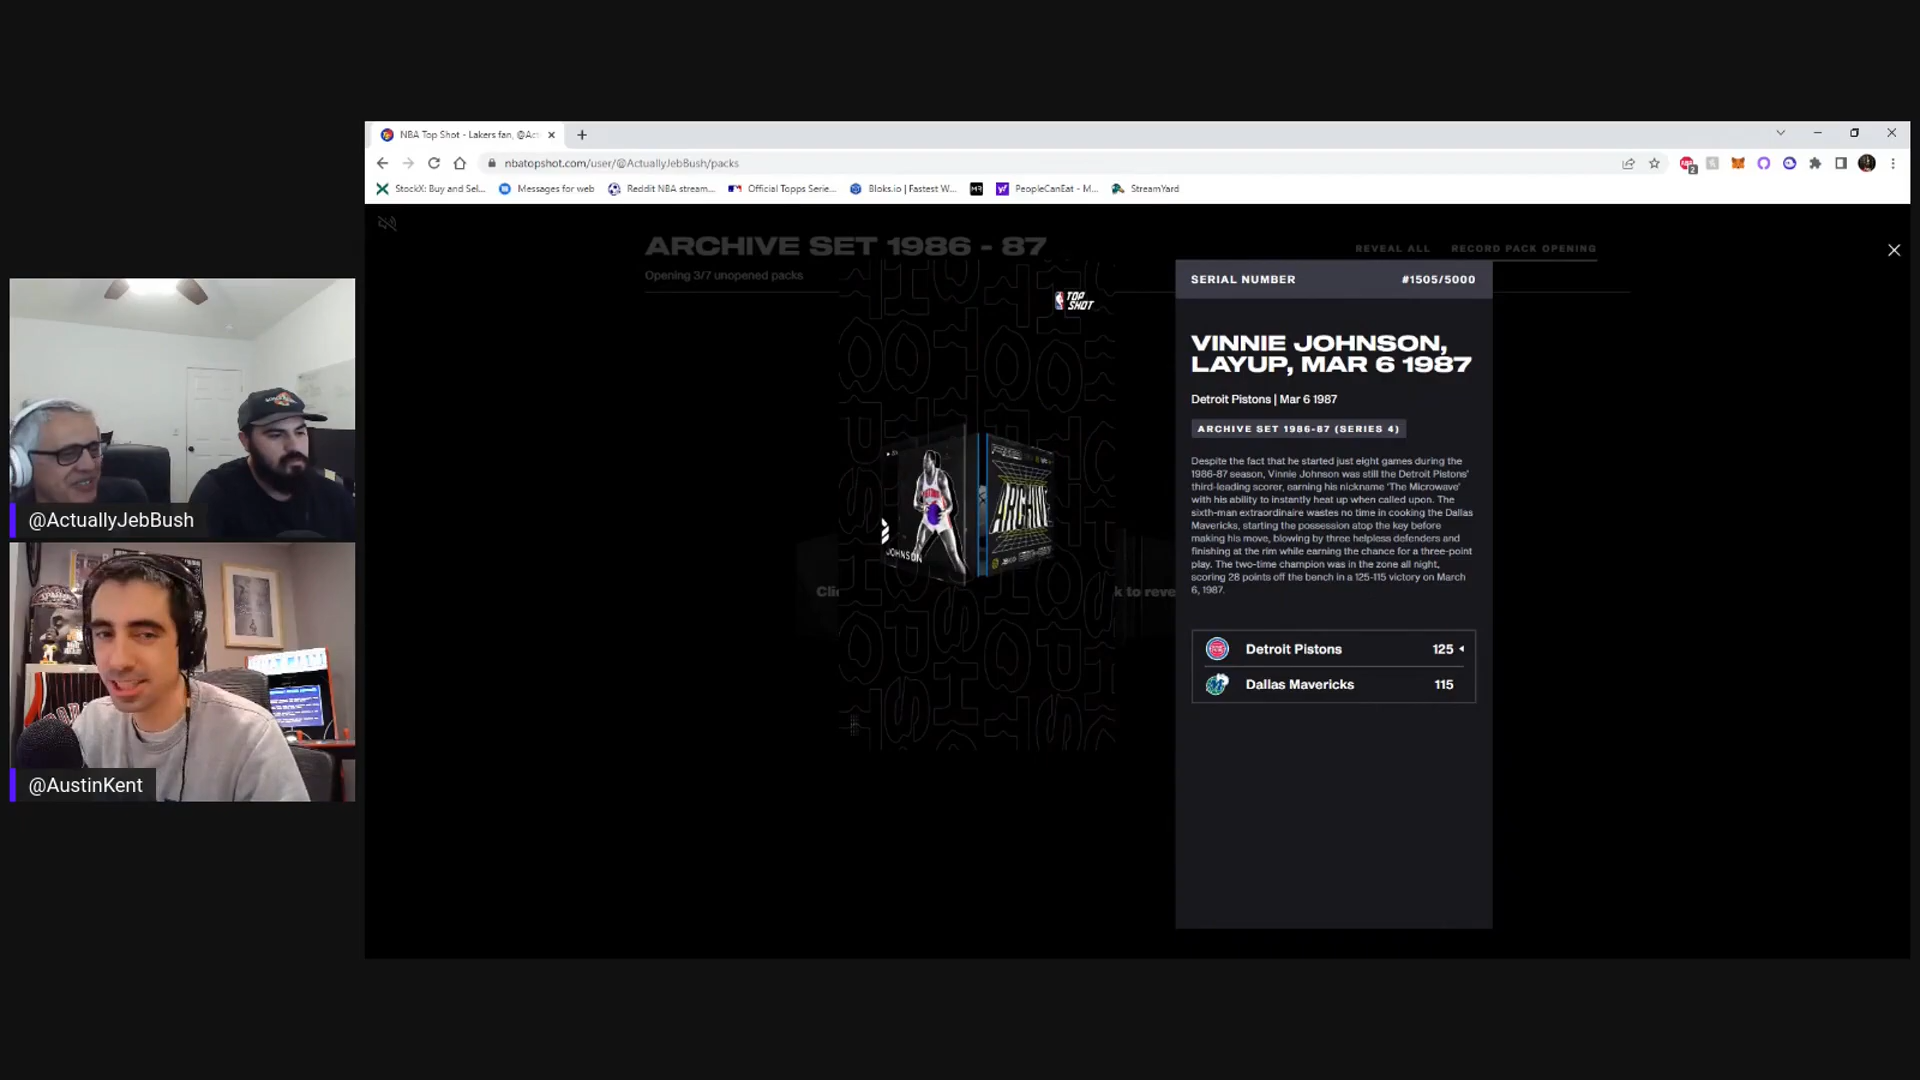 NBA Top Shot - Lakers fan, @Act
nbatopshot.com/user/@ActuallyJebBush/packs
StockX: Buy and Sel... Messages for web Reddit NBA stream... Official Topps Serie... Bloks.io | Fastest W... PeopleCanEat - M... StreamYard
ARCHIVE SET 1986 - 87
REVEAL ALL RECORD PACK OPENING
Opening 3/7 unopened packs
TOP SHOT
SERIAL NUMBER #1505/5000
VINNIE JOHNSON,
LAYUP, MAR 6 1987
Detroit Pistons | Mar 6 1987
ARCHIVE SET 1986-87 (SERIES 4)
Despite the fact that he started just eight games during the
1986-87 season, Vinnie Johnson was still the Detroit Pistons'
third-leading scorer, earning his nickname 'The Microwave'
with his ability to instantly heat up when called upon. The
sixth-man extraordinaire wastes no time in cooking the Dallas
Mavericks, starting the possession atop the key before
making his move, blowing by three helpless defenders and
finishing at the rim while earning the chance for a three-point
play. The two-time champion was in the zone all night,
scoring 28 points off the bench in a 125-115 victory on March
6, 1987.
Detroit Pistons 125
Dallas Mavericks 115
JOHNSON
ARCHIVE
Cli
k to reve
@ActuallyJebBush
@AustinKent